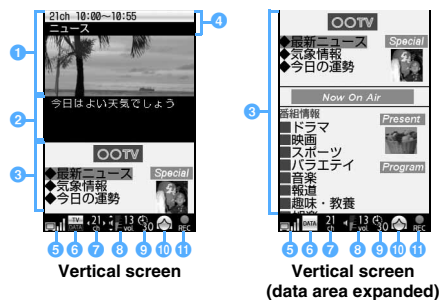 21ch 10:00～10:55
ニュース
今日はよい天気でしょう
OOTV
◆最新ニュース
◆気象情報
◆今日の運勢
Special
TV
DATA
21
ch
13
vol
30
REC
1
2
3
4
5
6
7
8
9
10
11
Vertical screen
OOTV
◆最新ニュース
◆気象情報
◆今日の運勢
Special
Now On Air
番組情報
■ドラマ
■映画
■スポーツ
■バラエテイ
■音楽
■報道
■趣味・教養
Present
Program
DATA
21
ch
13
vol
30
REC
3
5
6
7
8
9
10
11
Vertical screen
(data area expanded)